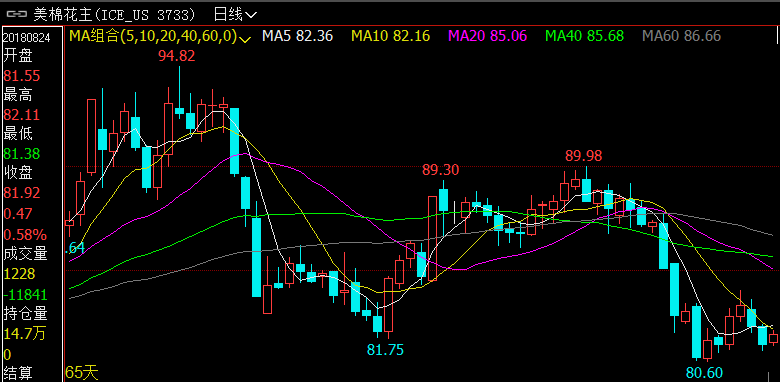 美棉花主(ICE_US 3733) 日线
20180824
MA组合(5,10,20,40,60,0) MA5 82.36 MA10 82.16 MA20 85.06 MA40 85.68 MA60 86.66
开盘
81.55
最高
82.11
最低
81.38
收盘
81.92
0.47
0.58%
成交量
1228
-11841
持仓量
14.7万
0
结算
94.82
89.30
89.98
.64
81.75
80.60
65天